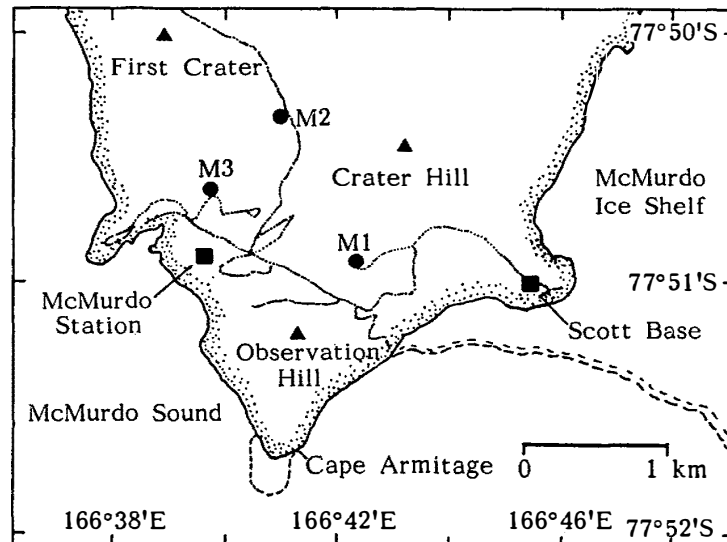 77°50'S
First Crater
M2
M3
Crater Hill
McMurdo
Ice Shelf
M1
77°51'S
McMurdo
Station
Scott Base
Observation
Hill
McMurdo Sound
Cape Armitage
0 1 km
166°38'E 166°42'E 166°46'E 77°52'S